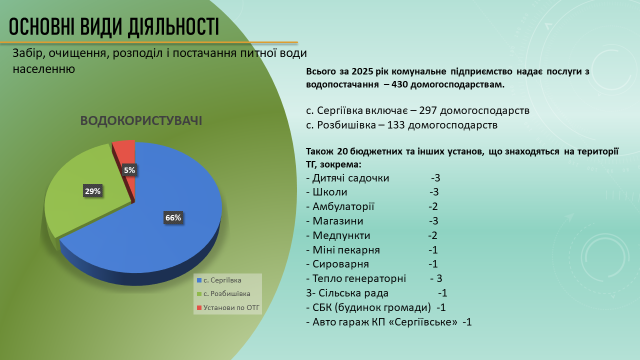 ОСНОВНІ ВИДИ ДІЯЛЬНОСТІ
Забір, очищення, розподіл і постачання питної води
населенню
ВОДОКОРИСТУВАЧІ
5%
29%
66%
с. Сергіївка
с. Розбишівка
Установи по ОТГ
Всього за 2025 рік комунальне підприємство надає послуги з
водопостачання – 430 домогосподарствам.
с. Сергіївка включає – 297 домогосподарств
с. Розбишівка – 133 домогосподарств
Також 20 бюджетних та інших установ, що знаходяться на території
ТГ, зокрема:
- Дитячі садочки -3
- Школи -3
- Амбулаторії -2
- Магазини -3
- Медпункти -2
- Міні пекарня -1
- Сироварня -1
- Тепло генераторні - 3
3- Сільська рада -1
- СБК (будинок громади) -1
- Авто гараж КП «Сергіївське» -1